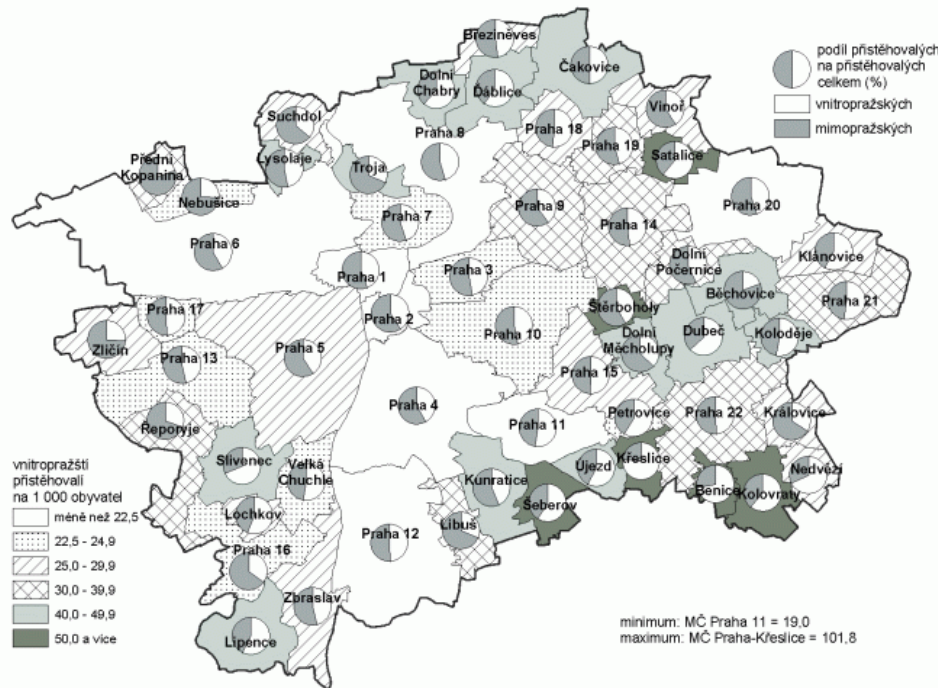 Březiněves
Čakovice
Dolní
Chabry
Ďáblice
podíl přistěhovalých
na přistěhovalých
celkem (%)
vnitropražských
mimopražských
Vinoř
Suchdol
Praha 8
Praha 18
Praha 19
Satalice
Přední
Kopanina
Lysolaje
Troja
Nebušice
Praha 7
Praha 9
Praha 14
Praha 20
Praha 6
Praha 1
Praha 3
Dolní
Počernice
Klánovice
Běchovice
Praha 21
Praha 17
Praha 2
Štěrboholy
Praha 10
Dolní
Měcholupy
Dubeč
Koloděje
Zličín
Praha 13
Praha 5
Praha 15
Praha 4
Praha 11
Petrovice
Praha 22
Královice
Řeporyje
Slivenec
Velká
Chuchle
Kunratice
Újezd
Křeslice
Nedvězí
Benice
Kolovraty
Šeberov
Lochkov
Libuš
Praha 12
Praha 16
Zbraslav
Lipence
vnitropražští
přistěhovalí
na 1 000 obyvatel
méně než 22,5
22,5 - 24,9
25,0 - 29,9
30,0 - 39,9
40,0 - 49,9
50,0 a více
minimum: MČ Praha 11 = 19,0
maximum: MČ Praha-Křeslice = 101,8